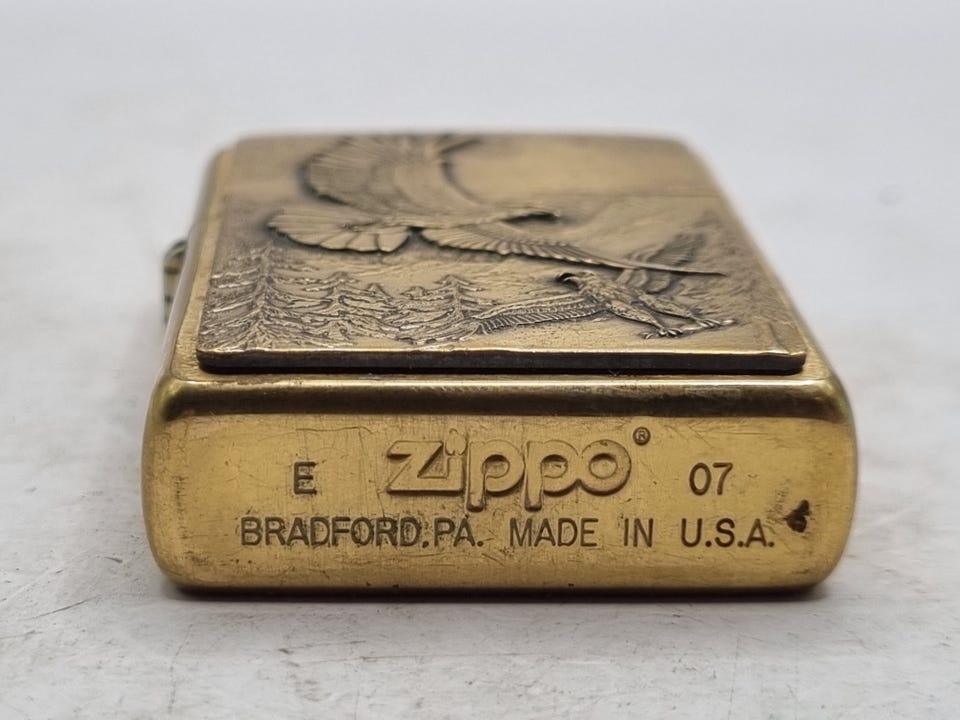 E zippo® 07
BRADFORD, PA. MADE IN U.S.A.